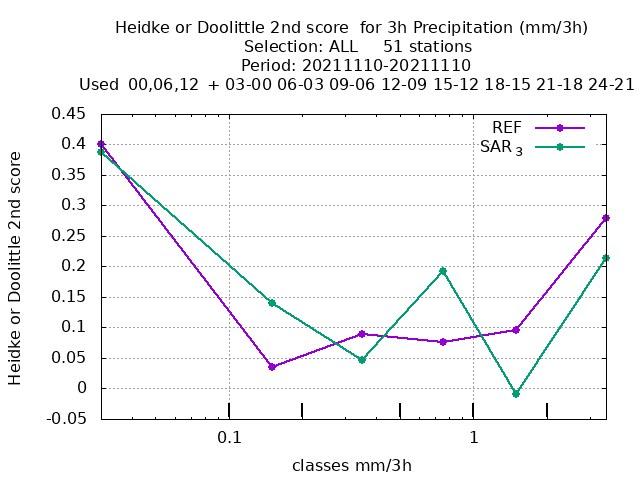 Heidke or Doolittle 2nd score  for 3h Precipitation (mm/3h)
Selection: ALL     51 stations
Period: 20211110-20211110
Used  00,06,12  + 03-00 06-03 09-06 12-09 15-12 18-15 21-18 24-21
0.45
0.4
0.35
0.3
0.25
0.2
0.15
0.1
0.05
0
-0.05
Heidke or Doolittle 2nd score
REF
SAR 3
0.1
1
classes mm/3h